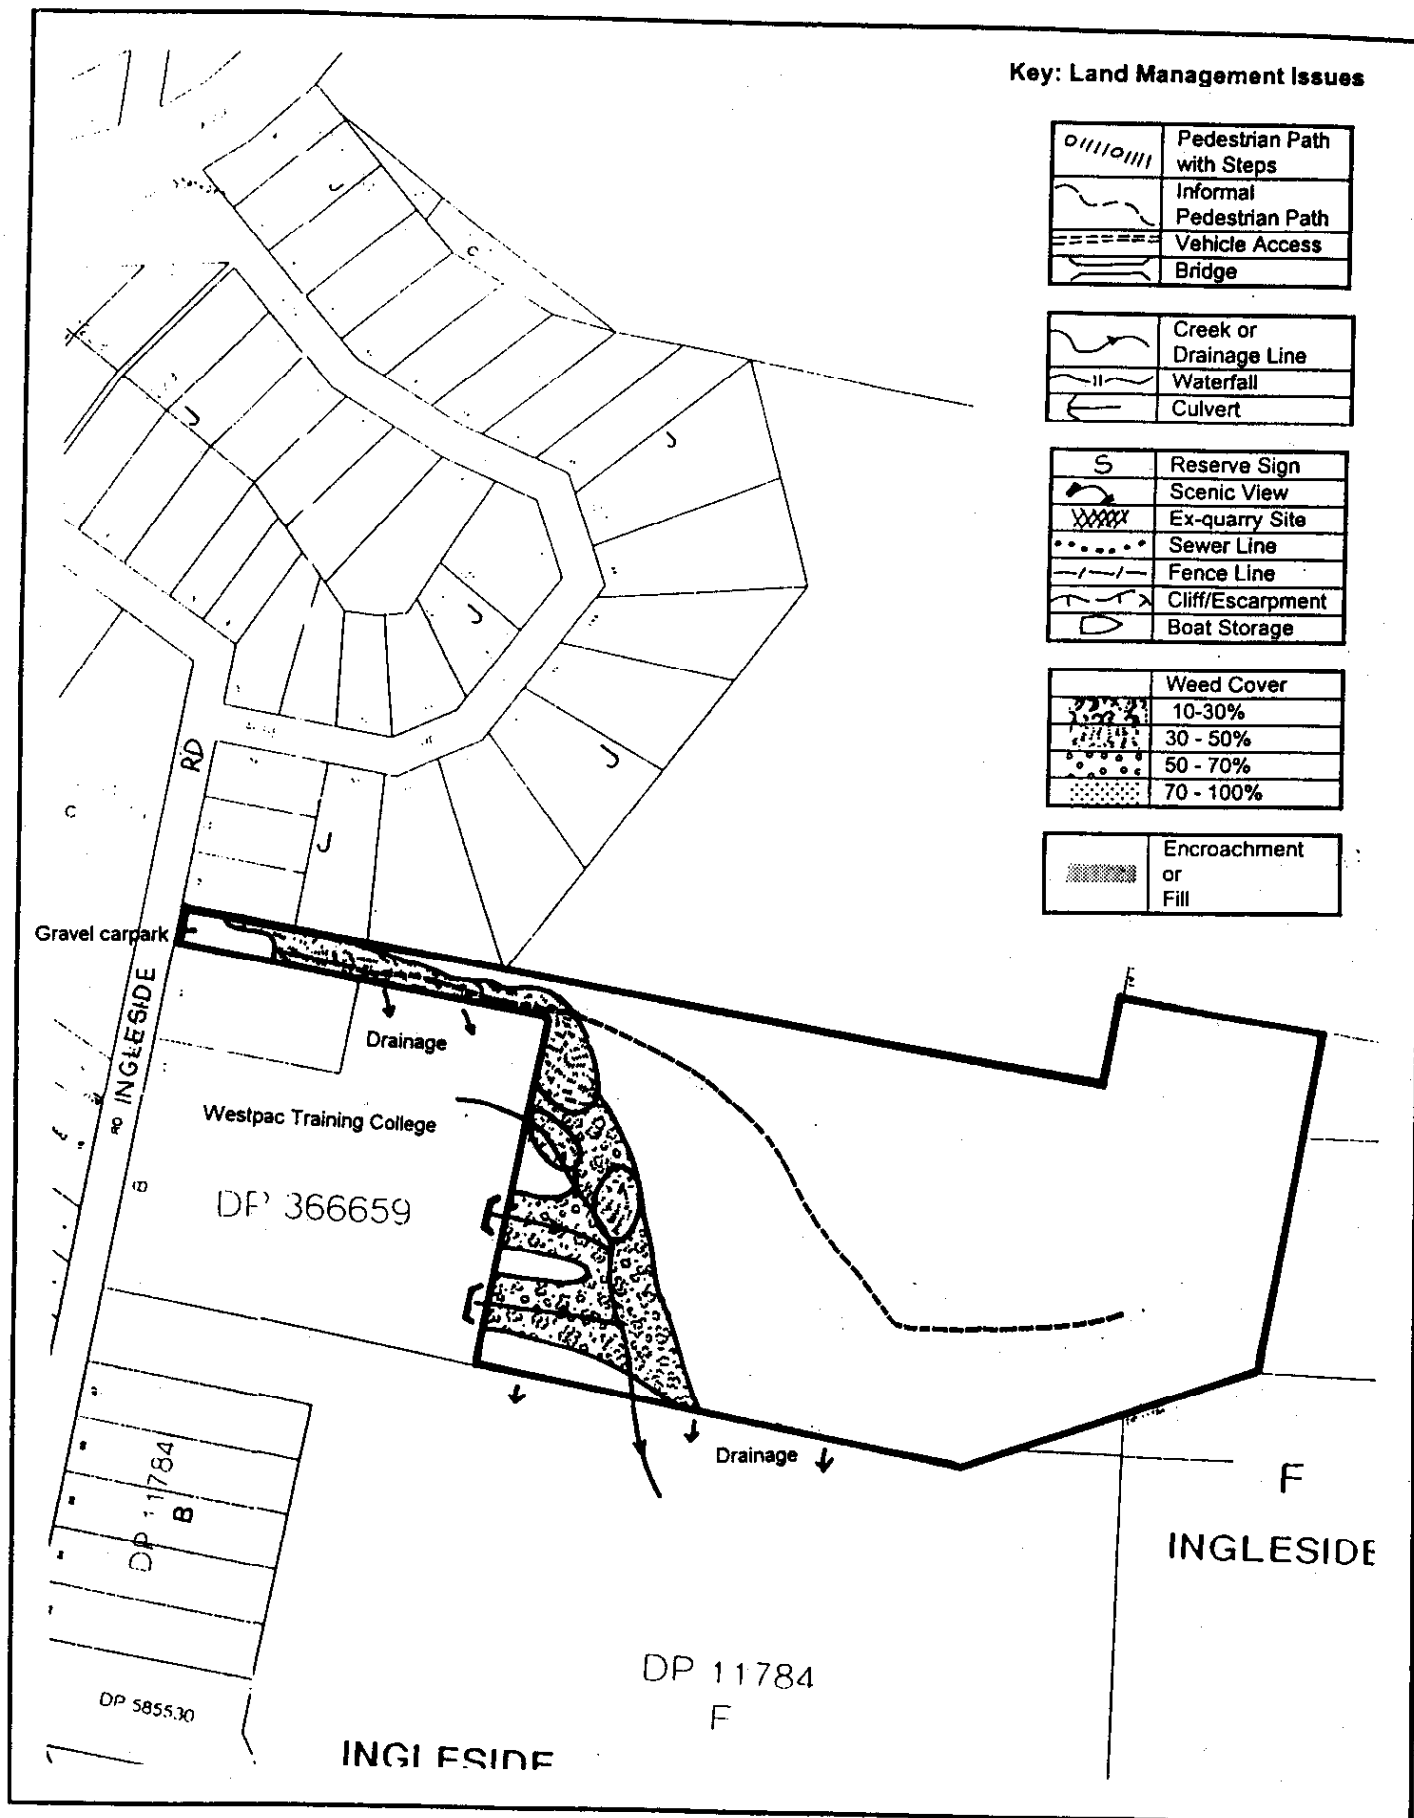 Key: Land Management Issues
Pedestrian Path
with Steps
Informal
Pedestrian Path
Vehicle Access
Bridge
Creek or
Drainage Line
Waterfall
Culvert
S
Reserve Sign
Scenic View
Ex-quarry Site
Sewer Line
Fence Line
Cliff/Escarpment
Boat Storage
Weed Cover
10-30%
30 - 50%
50 - 70%
70 - 100%
Encroachment
or
Fill
C
J
J
J
J
RD
C
J
Gravel carpark
INGLESIDE
RD
Drainage
Westpac Training College
DP 366659
B
Drainage
F
INGLESIDE
DP 11784
B
DP 11784
F
DP 585530
INGLESIDE